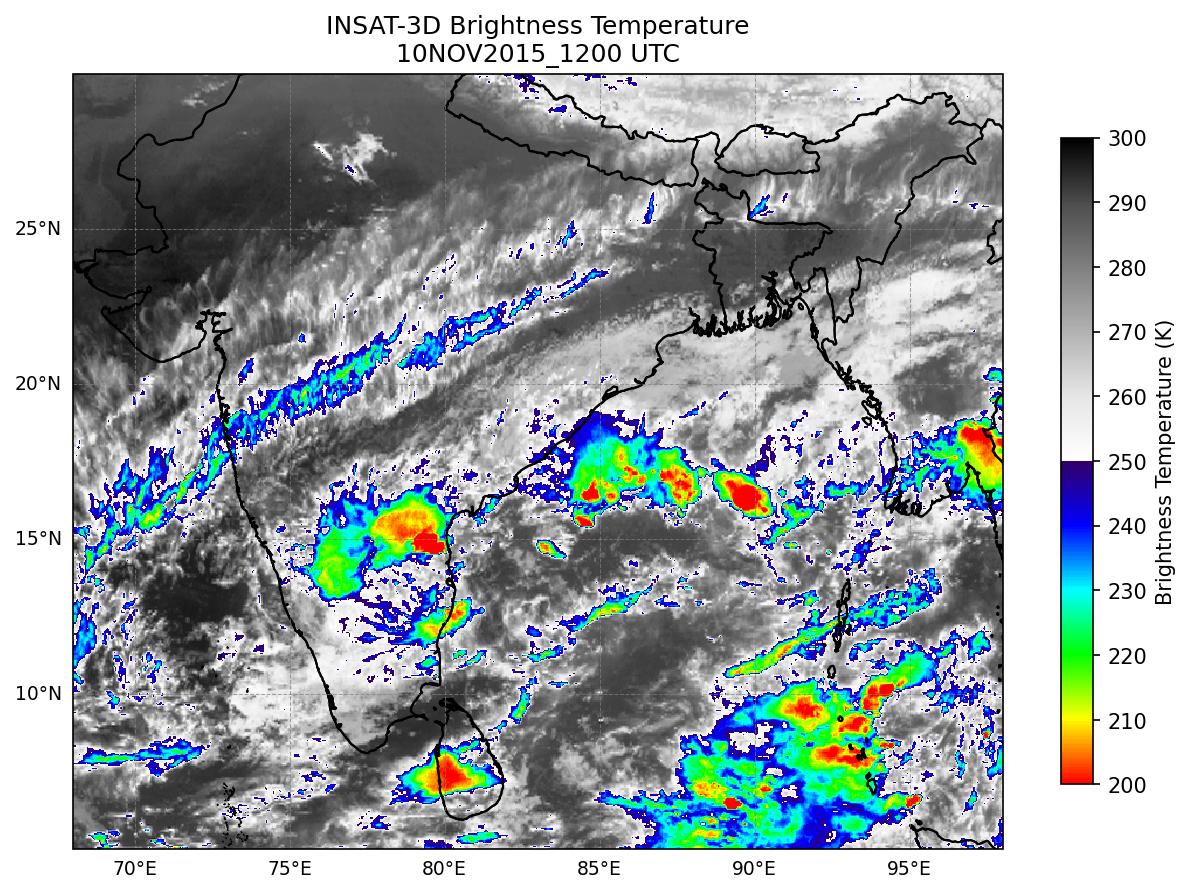 INSAT-3D Brightness Temperature
10NOV2015_1200 UTC
25°N
20°N
15°N
10°N
70°E
75°E
80°E
85°E
90°E
95°E
300
290
280
270
260
250
240
230
220
210
200
Brightness Temperature (K)